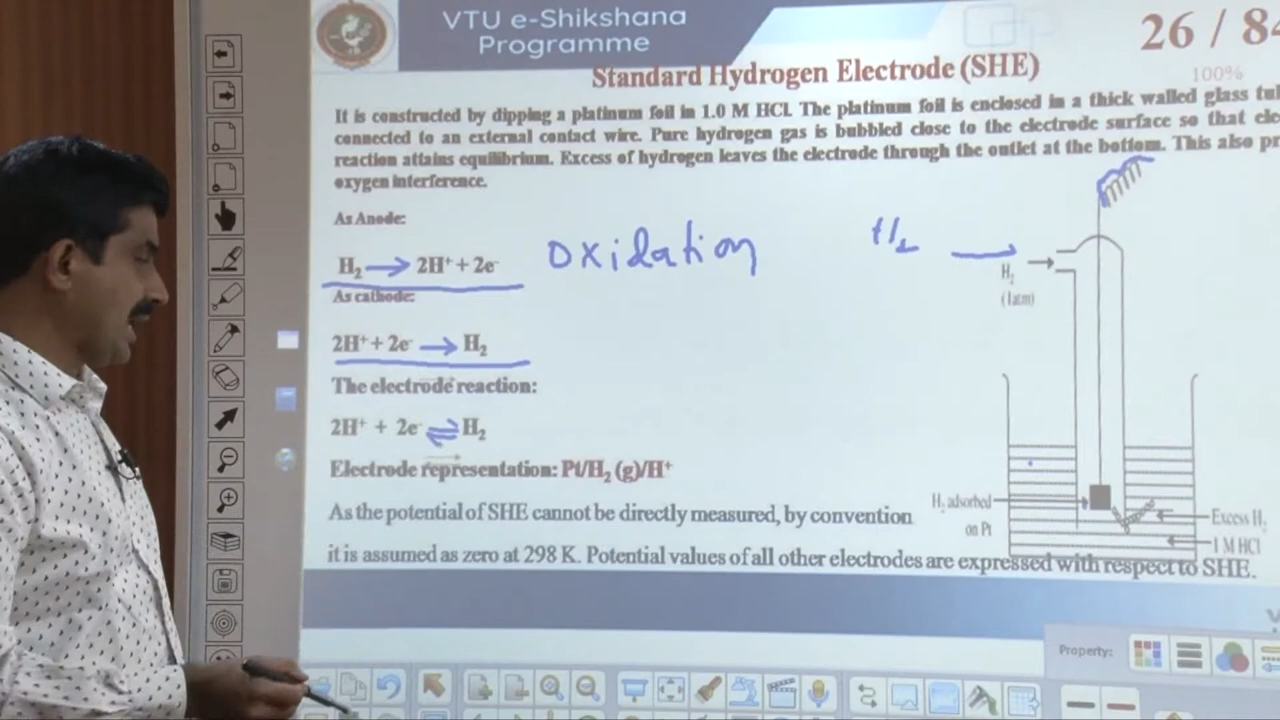 VTU e-Shikshana
Programme
26 / 84
100%
Standard Hydrogen Electrode (SHE)
It is constructed by dipping a platinum foil in 1.0 M HCl. The platinum foil is enclosed in a thick walled glass
connected to an external contact wire. Pure hydrogen gas is bubbled close to the electrode surface so that
reaction attains equilibrium. Excess of hydrogen leaves the electrode through the outlet at the bottom. This also
oxygen interference.
As Anode:
H₂ → 2H⁺ + 2e⁻ oxidation H₂ →
H₂
(1atm)
As cathode:
2H⁺ + 2e⁻ → H₂
The electrode reaction:
2H⁺ + 2e⁻ ⇌ H₂
Electrode representation: Pt/H₂ (g)/H⁺
As the potential of SHE cannot be directly measured, by convention
H₂ adsorbed
on Pt
Excess H₂
1 M HCl
it is assumed as zero at 298 K. Potential values of all other electrodes are expressed with respect to SHE.
Property: